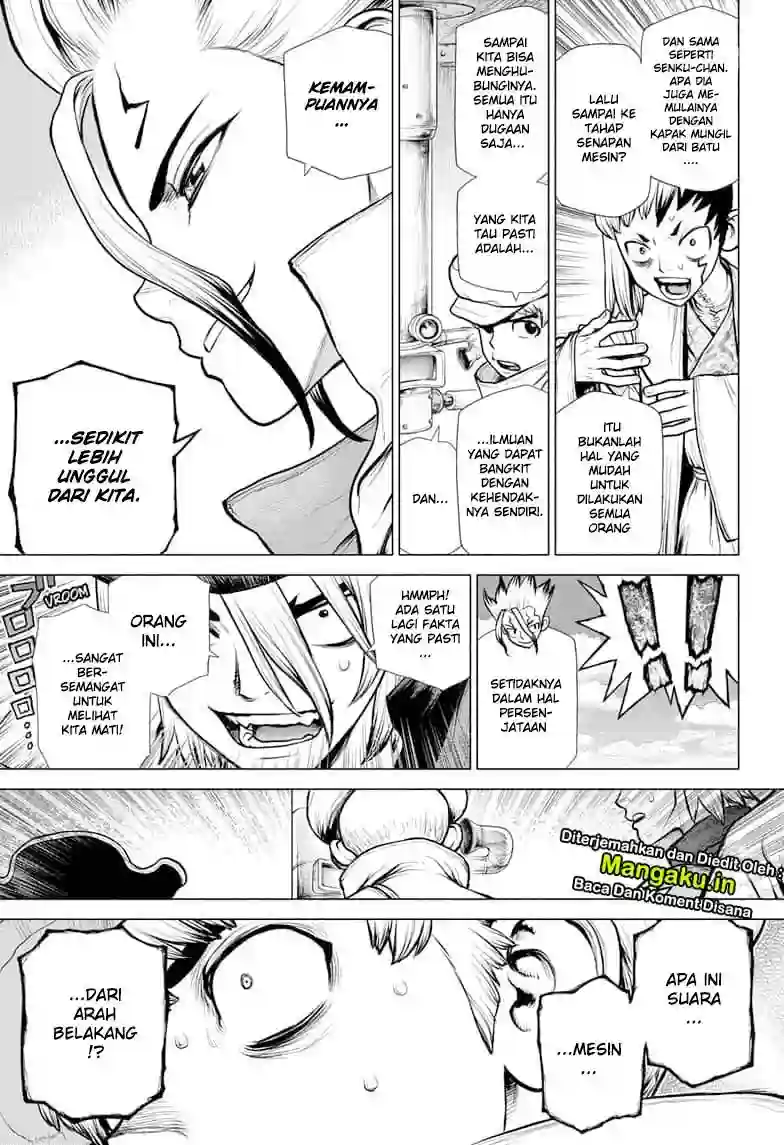 DAN SAMA
SEPERTI
SENKU-CHAN.
APA DIA
JUGA ME-
MULAINYA
DENGAN
KAPAK MUNGIL
DARI BATU
....
LALU
SAMPAI KE
TAHAP
SENAPAN
MESIN?
ITU
BUKANLAH
HAL YANG
MUDAH
UNTUK
DILAKUKAN
SEMUA
ORANG
SAMPAI
KITA BISA
MENGHU-
BUNGINYA.
SEMUA ITU
HANYA
DUGAAN
SAJA...
YANG KITA
TAU PASTI
ADALAH...
...ILMUAN
YANG DAPAT
BANGKIT
DENGAN
KEHENDAK-
NYA SENDIRI.
DAN...
KEMAM-
PUANNYA
...
...SEDIKIT
LEBIH
UNGGUL
DARI KITA.
!!
SETIDAKNYA
DALAM HAL
PERSEN-
JATAAN
HMMPH!
ADA SATU
LAGI FAKTA
YANG PASTI
...
ORANG
INI...
...SANGAT
BER-
SEMANGAT
UNTUK
MELIHAT
KITA MATI!
ブロロロロ...
VROOM
Diterjemahkan dan Diedit Oleh :
Mangaku.in
Baca Dan Koment Disana
APA INI
SUARA
...
...MESIN
...DARI
ARAH
BELAKANG
!?